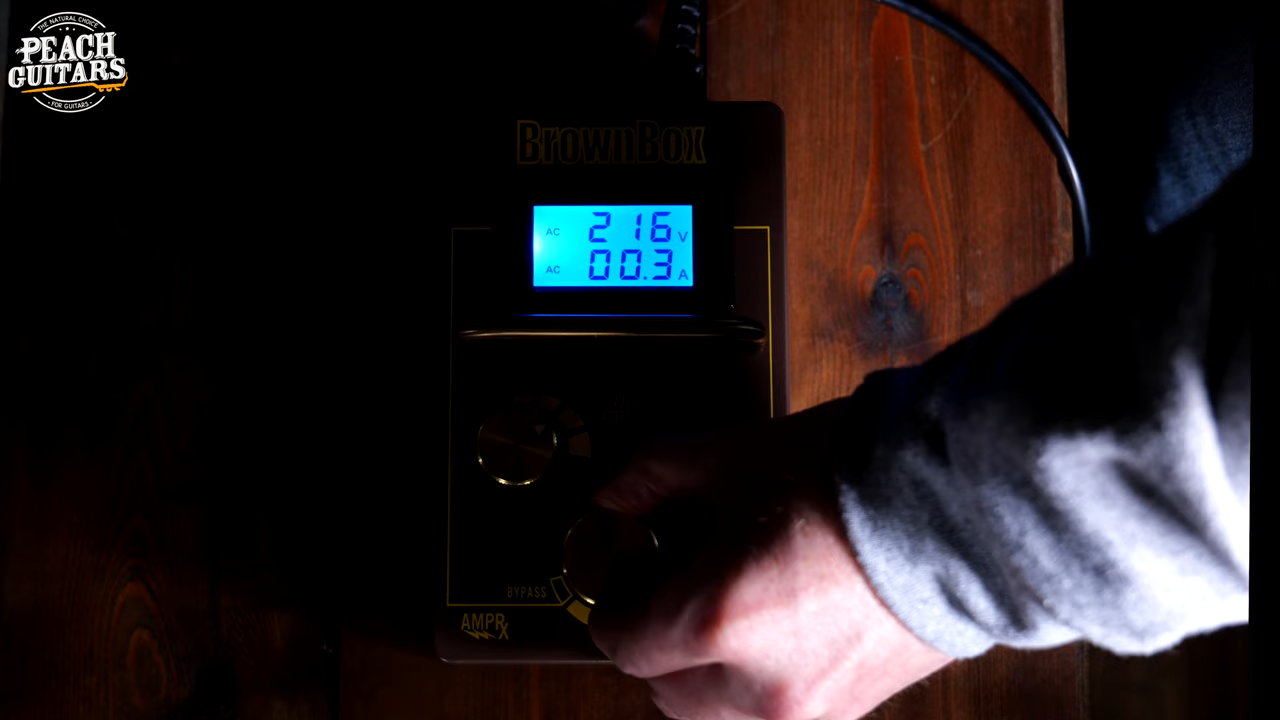 THE NATURAL CHOICE
PEACH
GUITARS
FOR GUITARS
BrownBox
AC 216 V
AC 00.3 A
BYPASS
AMPRX